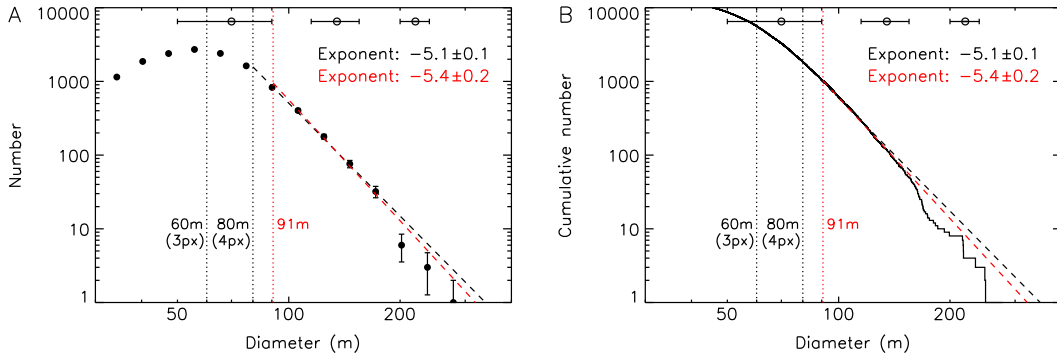 A
10000
1000
100
10
1
Number
Exponent: −5.1±0.1
Exponent: −5.4±0.2
60m
(3px)
80m
(4px)
91m
50
100
200
Diameter (m)
B
10000
1000
100
10
1
Cumulative number
Exponent: −5.1±0.1
Exponent: −5.4±0.2
60m
(3px)
80m
(4px)
91m
50
100
200
Diameter (m)